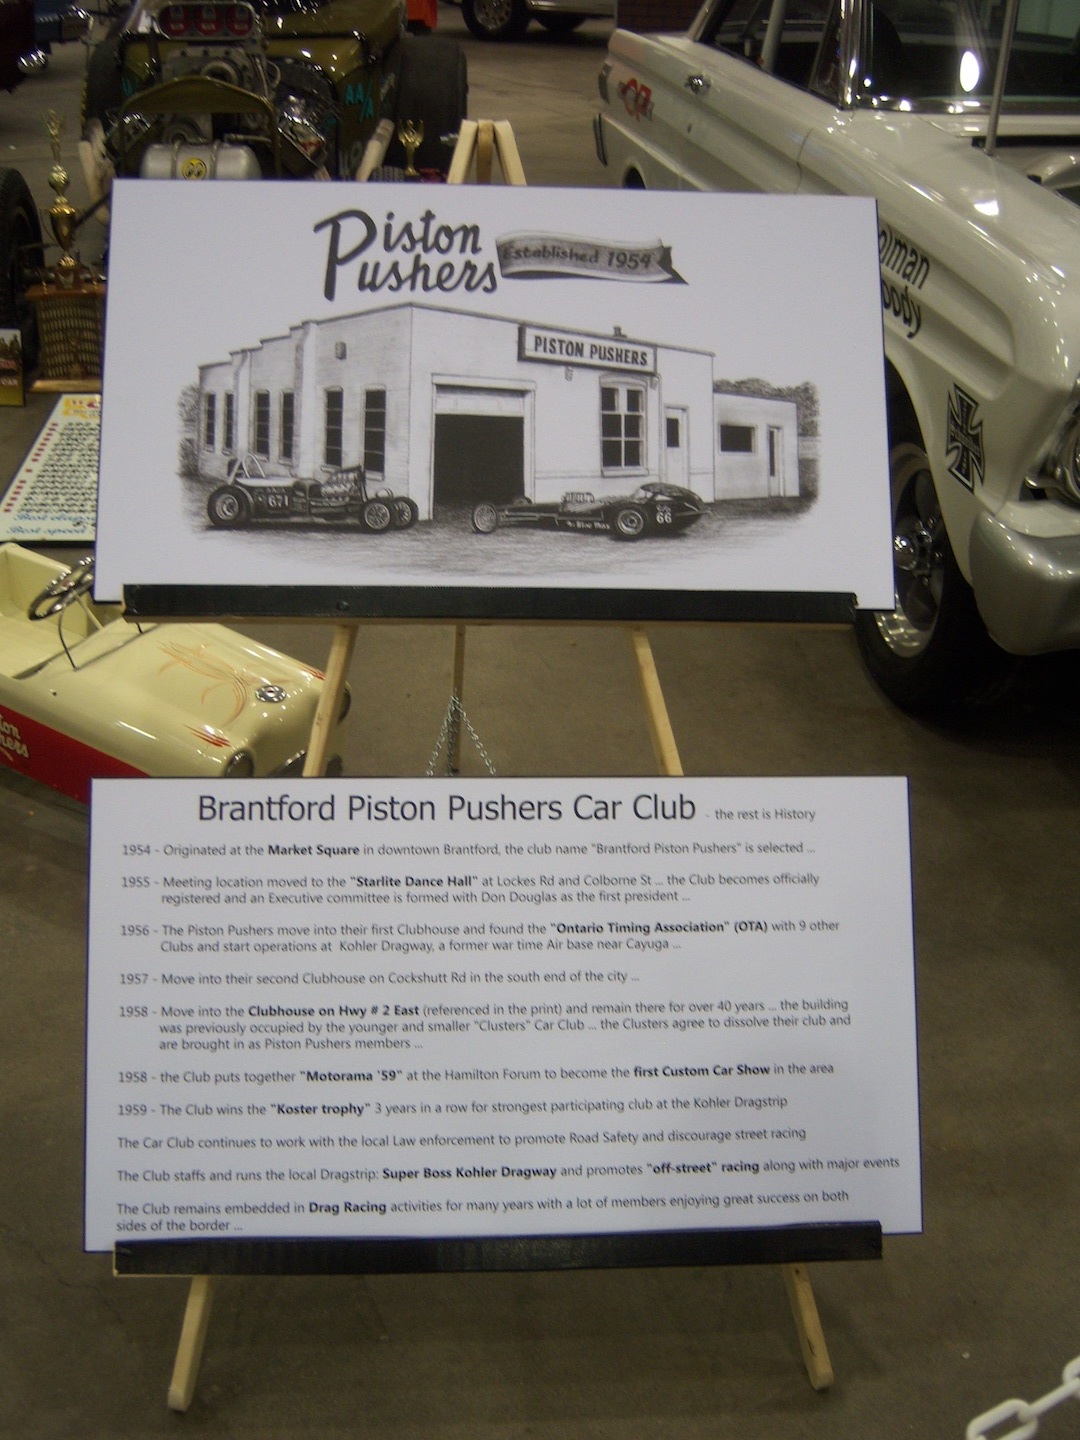 AA/A
Piston
Pushers
Established 1954
PISTON PUSHERS
671
66
Brantford Piston Pushers Car Club - the rest is History
1954 - Originated at the Market Square in downtown Brantford, the club name "Brantford Piston Pushers" is selected ...
1955 - Meeting location moved to the "Starlite Dance Hall" at Lockes Rd and Colborne St ... the Club becomes officially
registered and an Executive committee is formed with Don Douglas as the first president ...
1956 - The Piston Pushers move into their first Clubhouse and found the "Ontario Timing Association" (OTA) with 9 other
Clubs and start operations at Kohler Dragway, a former war time Air base near Cayuga ...
1957 - Move into their second Clubhouse on Cockshutt Rd in the south end of the city ...
1958 - Move into the Clubhouse on Hwy # 2 East (referenced in the print) and remain there for over 40 years ... the building
was previously occupied by the younger and smaller "Clusters" Car Club ... the Clusters agree to dissolve their club and
are brought in as Piston Pushers members ...
1958 - the Club puts together "Motorama '59" at the Hamilton Forum to become the first Custom Car Show in the area
1959 - The Club wins the "Koster trophy" 3 years in a row for strongest participating club at the Kohler Dragstrip
The Car Club continues to work with the local Law enforcement to promote Road Safety and discourage street racing
The Club staffs and runs the local Dragstrip: Super Boss Kohler Dragway and promotes "off-street" racing along with major events
The Club remains embedded in Drag Racing activities for many years with a lot of members enjoying great success on both
sides of the border ...
olman
oody
ton
hers